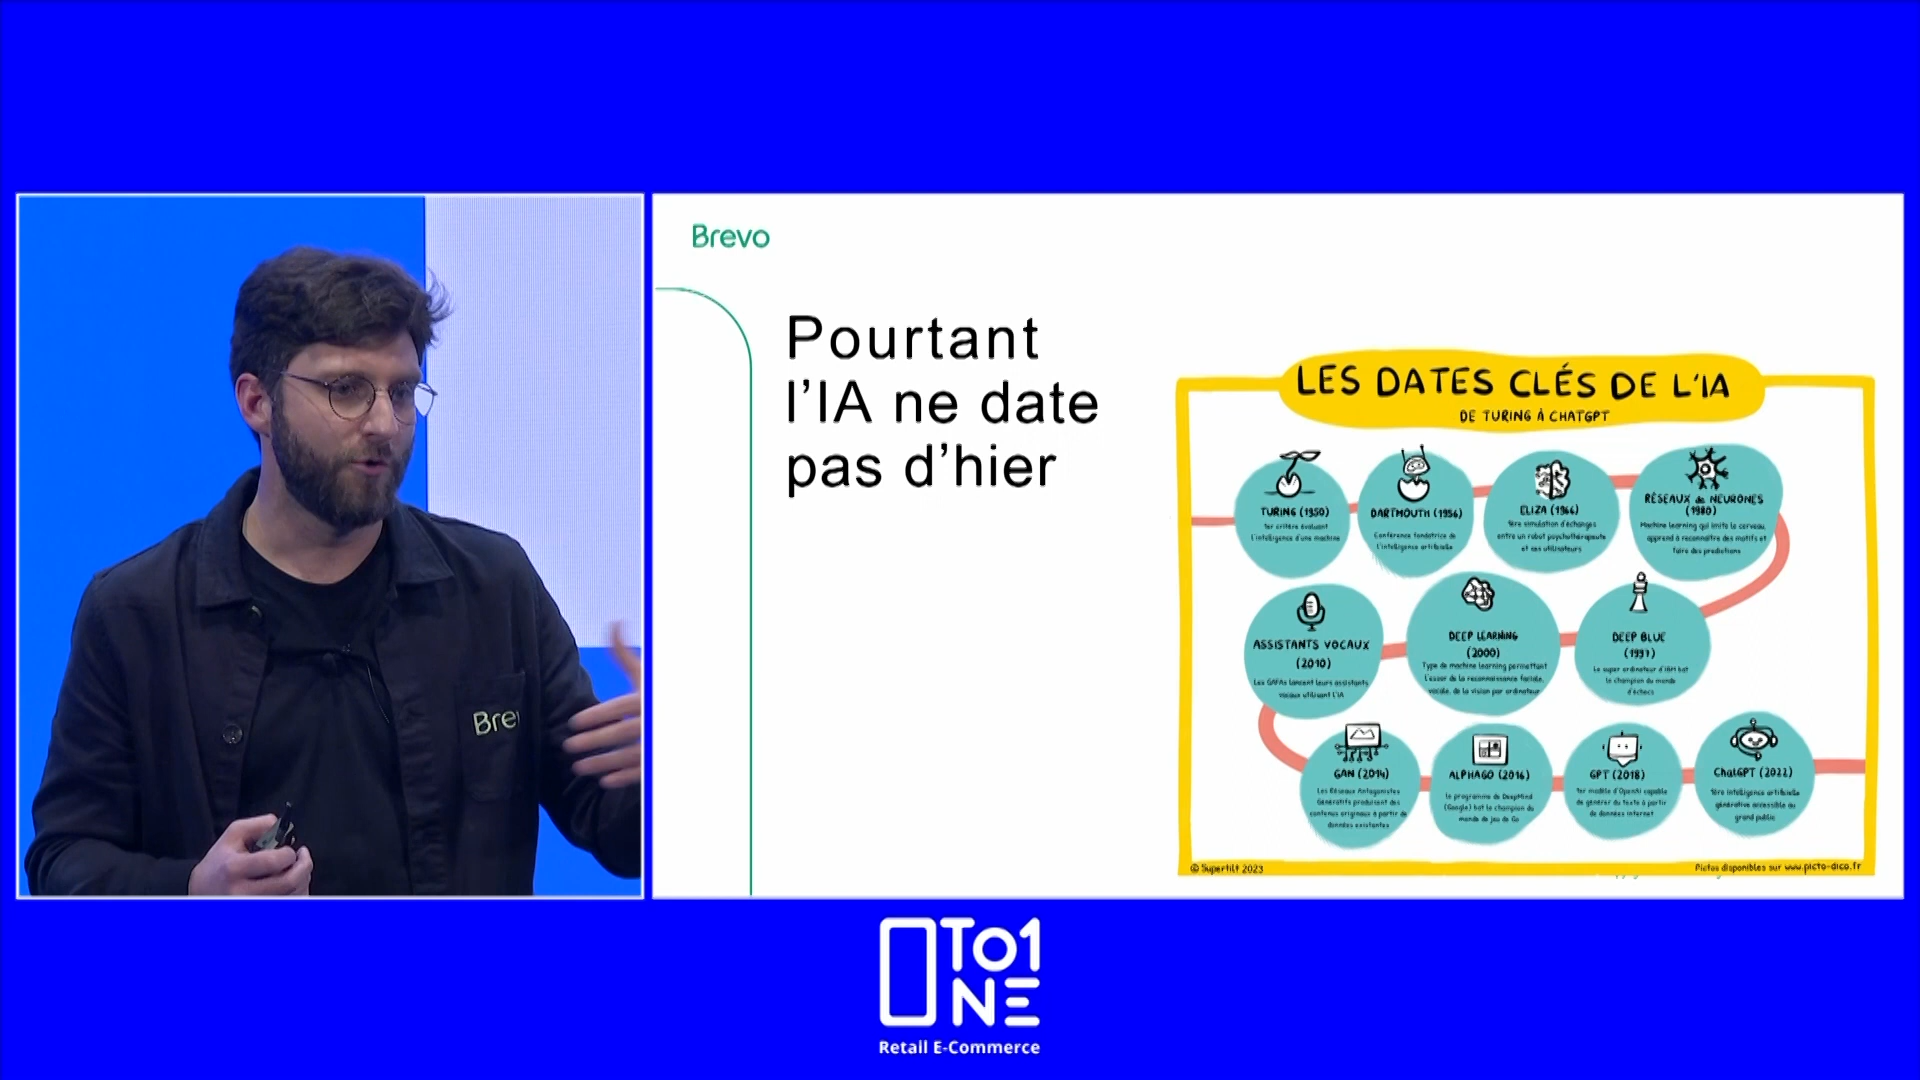 Brevo
Pourtant
l'IA ne date
pas d'hier
LES DATES CLÉS DE L'IA
DE TURING À CHATGPT
TURING (1950)
1er critère évaluant
l'intelligence d'une machine
DARTMOUTH (1956)
Conférence fondatrice de
l'intelligence artificielle
ELIZA (1966)
1ère simulation d'échanges
entre un robot psychothérapeute
et ses utilisateurs
RÉSEAUX de NEURONES
(1980)
Machine learning qui imite le cerveau,
apprend à reconnaître des motifs et
faire des predictions
ASSISTANTS VOCAUX
(2010)
Les GAFAs lancent leurs assistants
vocaux utilisant l'IA
DEEP LEARNING
(2000)
Type de machine learning permettant
l'essor de la reconnaissance faciale,
vocale, de la vision par ordinateur
DEEP BLUE
(1997)
Le super ordinateur d'IBM bat
le champion du monde
d'échecs
GAN (2014)
Les Réseaux Antagonistes
Génératifs produisent des
contenus originaux à partir de
données existantes
ALPHAGO (2016)
le programme de DeepMind
(Google) bat le champion du
monde de jeu de Go
GPT (2018)
1er modèle d'OpenAI capable
de générer du texte à partir
de données internet
ChatGPT (2022)
1ère intelligence artificielle
générative accessible au
grand public
© Supertilt 2023
Pictos disponibles sur www.picto-dico.fr
Bre
To1
NE
Retail E-Commerce